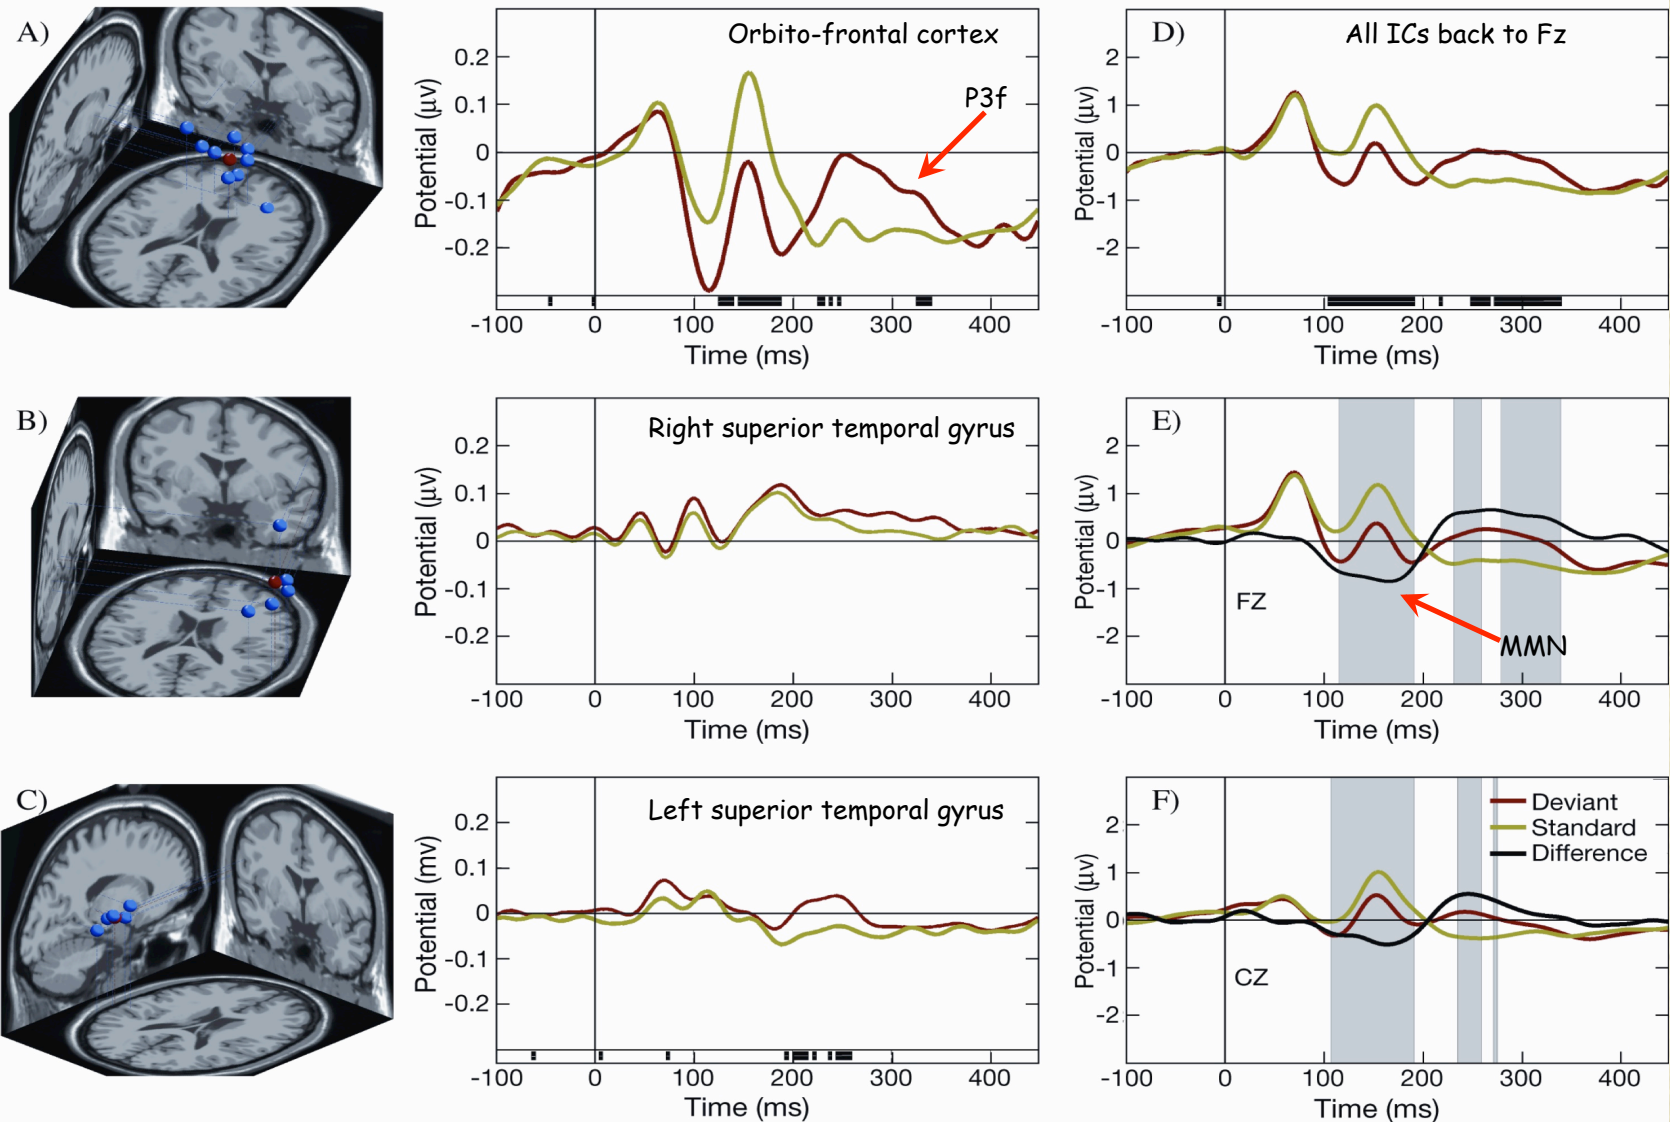 A)
Orbito-frontal cortex
P3f
Potential (µv)
0.2
0.1
0
-0.1
-0.2
-100 0 100 200 300 400
Time (ms)
D)
All ICs back to Fz
Potential (µv)
2
1
0
-1
-2
-100 0 100 200 300 400
Time (ms)
B)
Right superior temporal gyrus
Potential (µv)
0.2
0.1
0
-0.1
-0.2
-100 0 100 200 300 400
Time (ms)
E)
Potential (µv)
2
1
0
-1
-2
FZ
MMN
-100 0 100 200 300 400
Time (ms)
C)
Left superior temporal gyrus
Potential (mv)
0.2
0.1
0
-0.1
-0.2
-100 0 100 200 300 400
Time (ms)
F)
Deviant
Standard
Difference
Potential (µv)
2
1
0
-1
-2
CZ
-100 0 100 200 300 400
Time (ms)